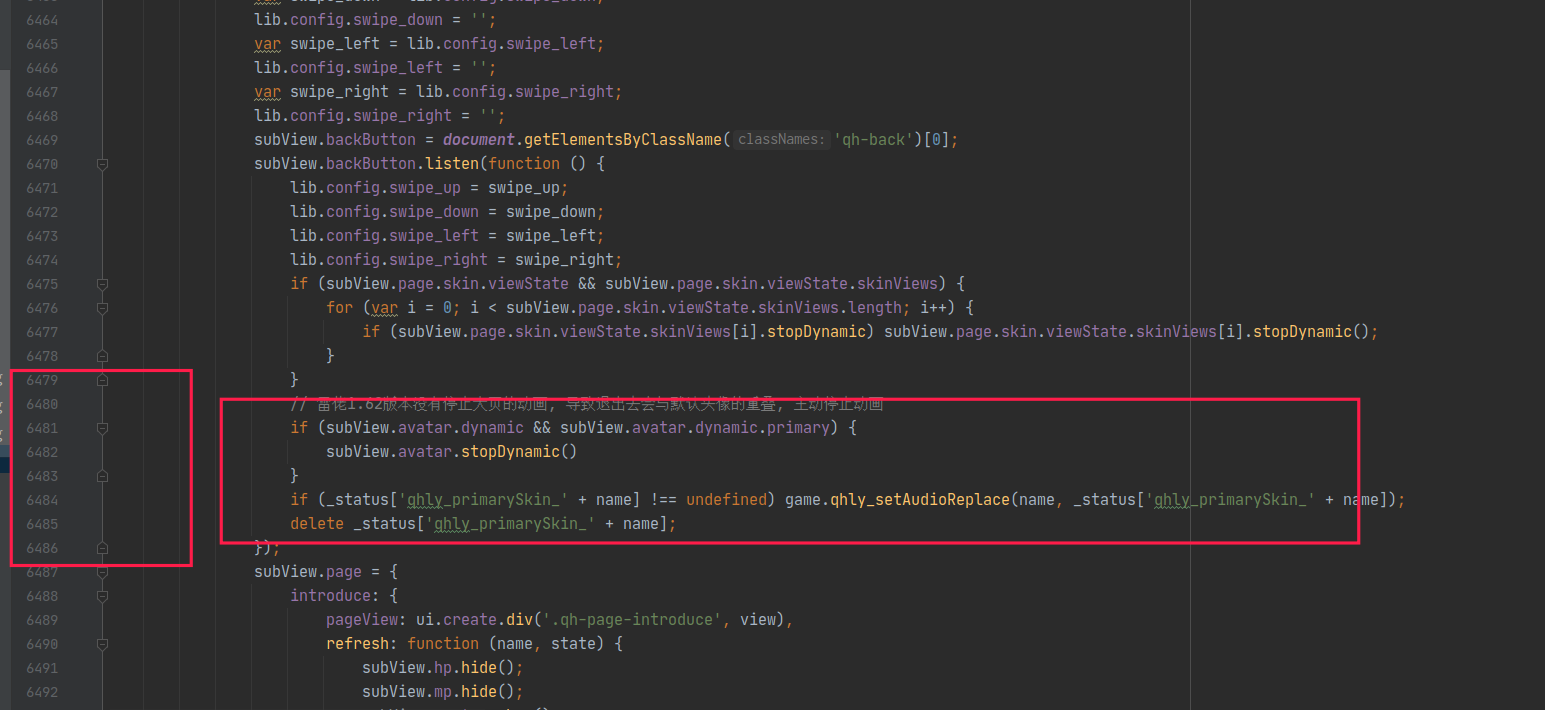 6464 lib.config.swipe_down = '';
6465 var swipe_left = lib.config.swipe_left;
6466 lib.config.swipe_left = '';
6467 var swipe_right = lib.config.swipe_right;
6468 lib.config.swipe_right = '';
6469 subView.backButton = document.getElementsByClassName( classNames: 'qh-back')[0];
6470 subView.backButton.listen(function () {
6471 lib.config.swipe_up = swipe_up;
6472 lib.config.swipe_down = swipe_down;
6473 lib.config.swipe_left = swipe_left;
6474 lib.config.swipe_right = swipe_right;
6475 if (subView.page.skin.viewState && subView.page.skin.viewState.skinViews) {
6476 for (var i = 0; i < subView.page.skin.viewState.skinViews.length; i++) {
6477 if (subView.page.skin.viewState.skinViews[i].stopDynamic) subView.page.skin.viewState.skinViews[i].stopDynamic();
6478 }
6479 }
6480 // 雷佬1.62版本没有停止大页的动画, 导致退出去会与默认头像的重叠, 主动停止动画
6481 if (subView.avatar.dynamic && subView.avatar.dynamic.primary) {
6482 subView.avatar.stopDynamic()
6483 }
6484 if (_status['qhly_primarySkin_' + name] !== undefined) game.qhly_setAudioReplace(name, _status['qhly_primarySkin_' + name]);
6485 delete _status['qhly_primarySkin_' + name];
6486 });
6487 subView.page = {
6488 introduce: {
6489 pageView: ui.create.div('.qh-page-introduce', view),
6490 refresh: function (name, state) {
6491 subView.hp.hide();
6492 subView.mp.hide();